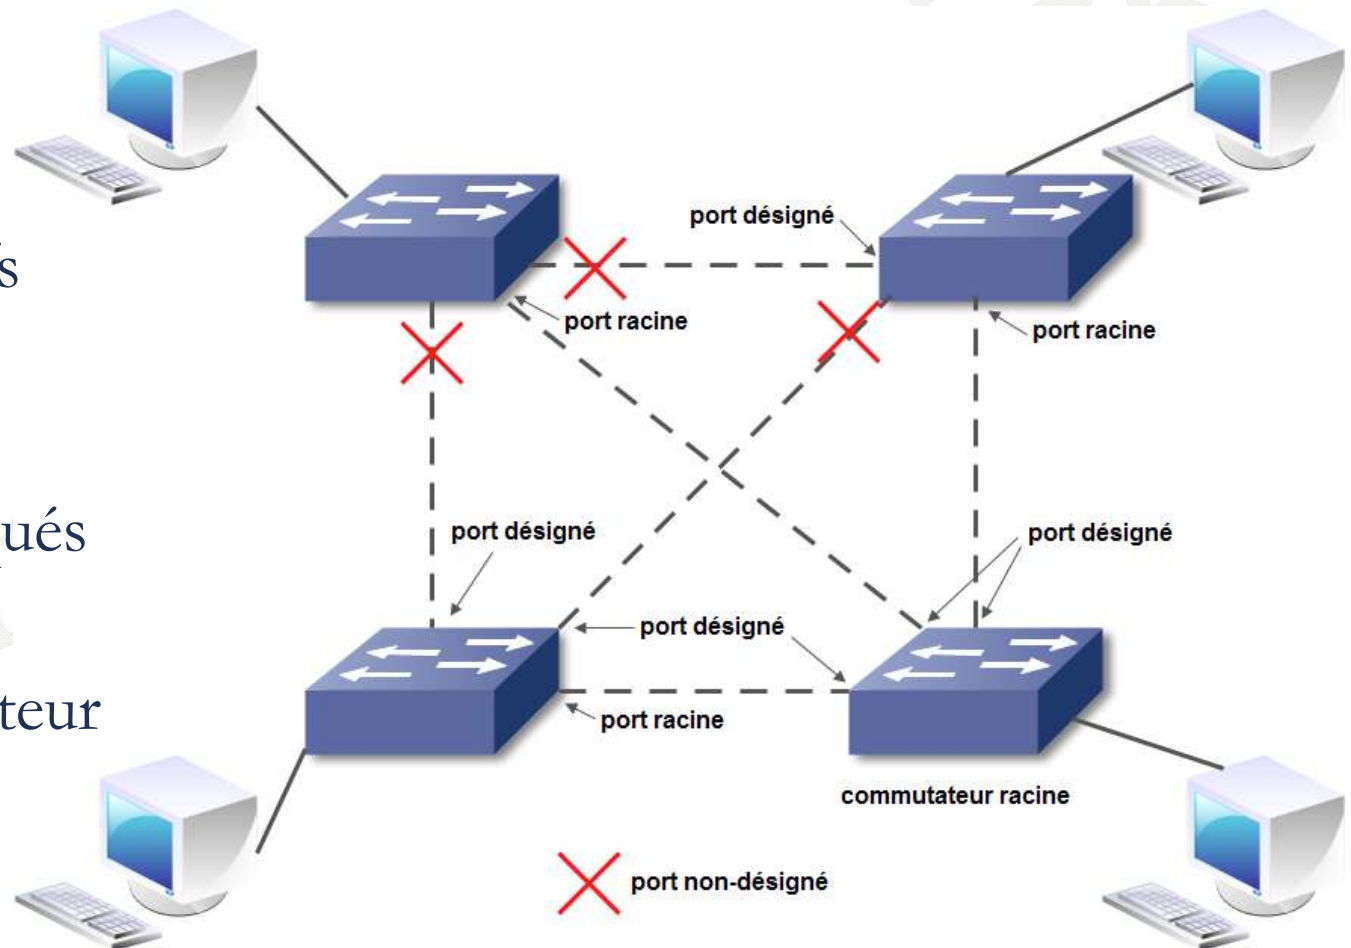 port désigné
port racine
port racine
port désigné
port désigné
port désigné
port racine
teur
commutateur racine
port non-désigné